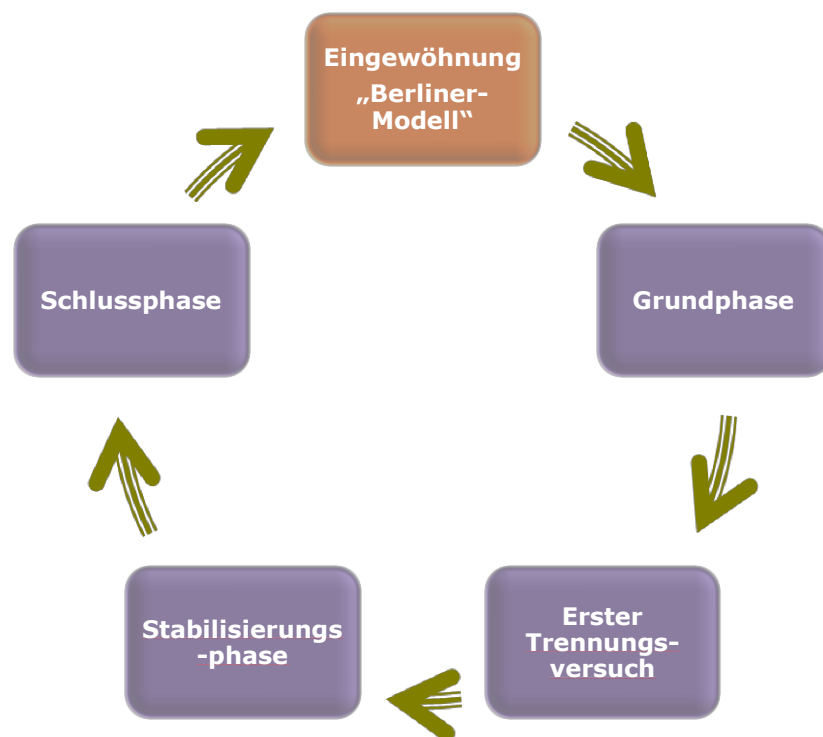 Eingewöhnung
„Berliner-
Modell“
Grundphase
Erster
Trennungs-
versuch
Stabilisierungs
-phase
Schlussphase